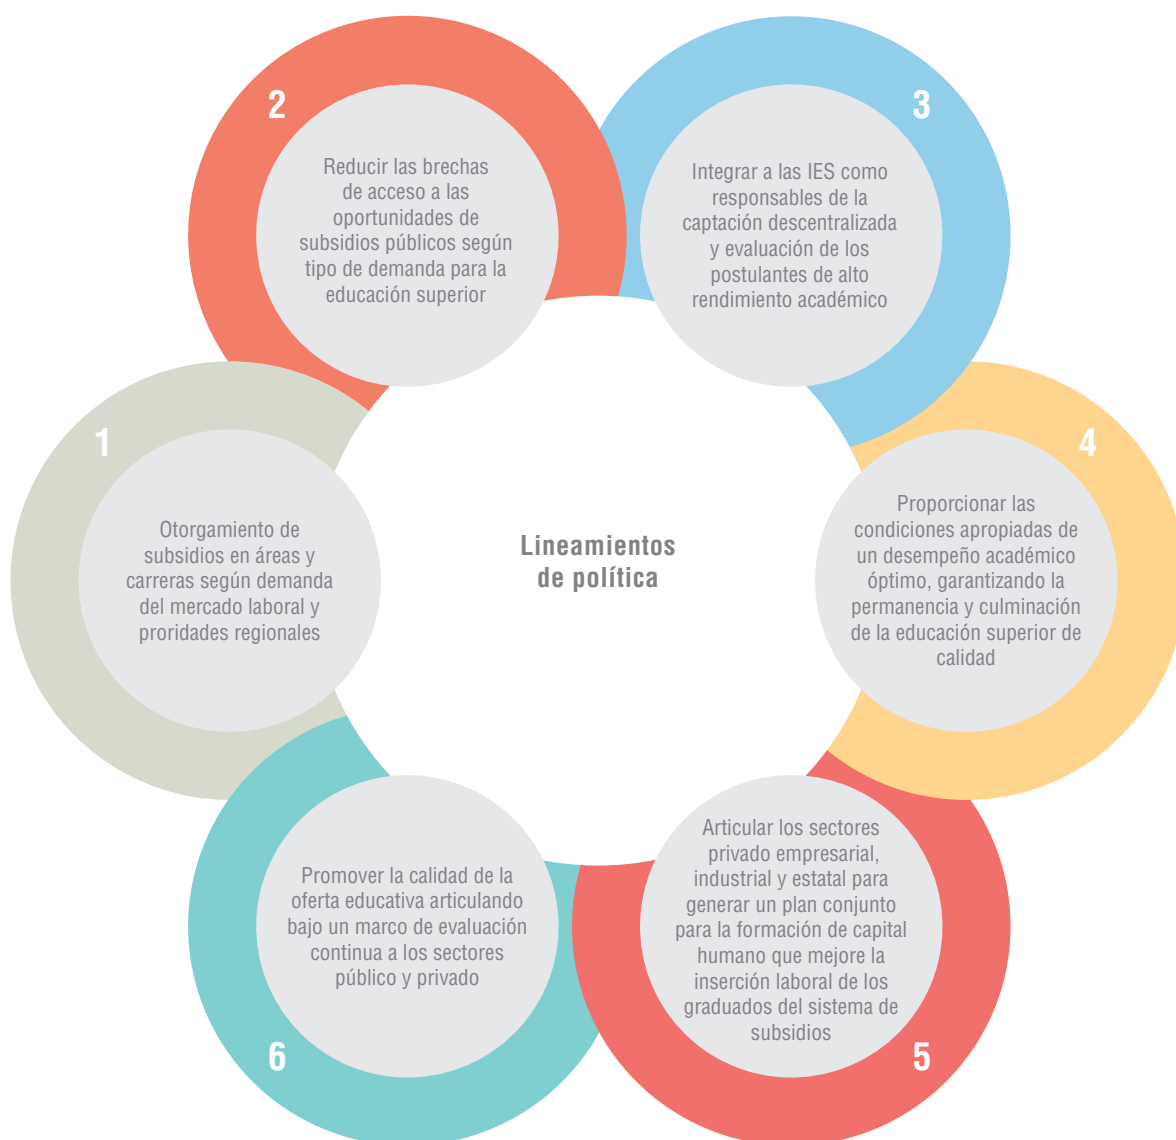 Lineamientos
de política
1
Otorgamiento de
subsidios en áreas y
carreras según demanda
del mercado laboral y
proridades regionales
2
Reducir las brechas
de acceso a las
oportunidades de
subsidios públicos según
tipo de demanda para la
educación superior
3
Integrar a las IES como
responsables de la
captación descentralizada
y evaluación de los
postulantes de alto
rendimiento académico
4
Proporcionar las
condiciones apropiadas de
un desempeño académico
óptimo, garantizando la
permanencia y culminación
de la educación superior de
calidad
5
Articular los sectores
privado empresarial,
industrial y estatal para
generar un plan conjunto
para la formación de capital
humano que mejore la
inserción laboral de los
graduados del sistema de
subsidios
6
Promover la calidad de la
oferta educativa articulando
bajo un marco de evaluación
continua a los sectores
público y privado